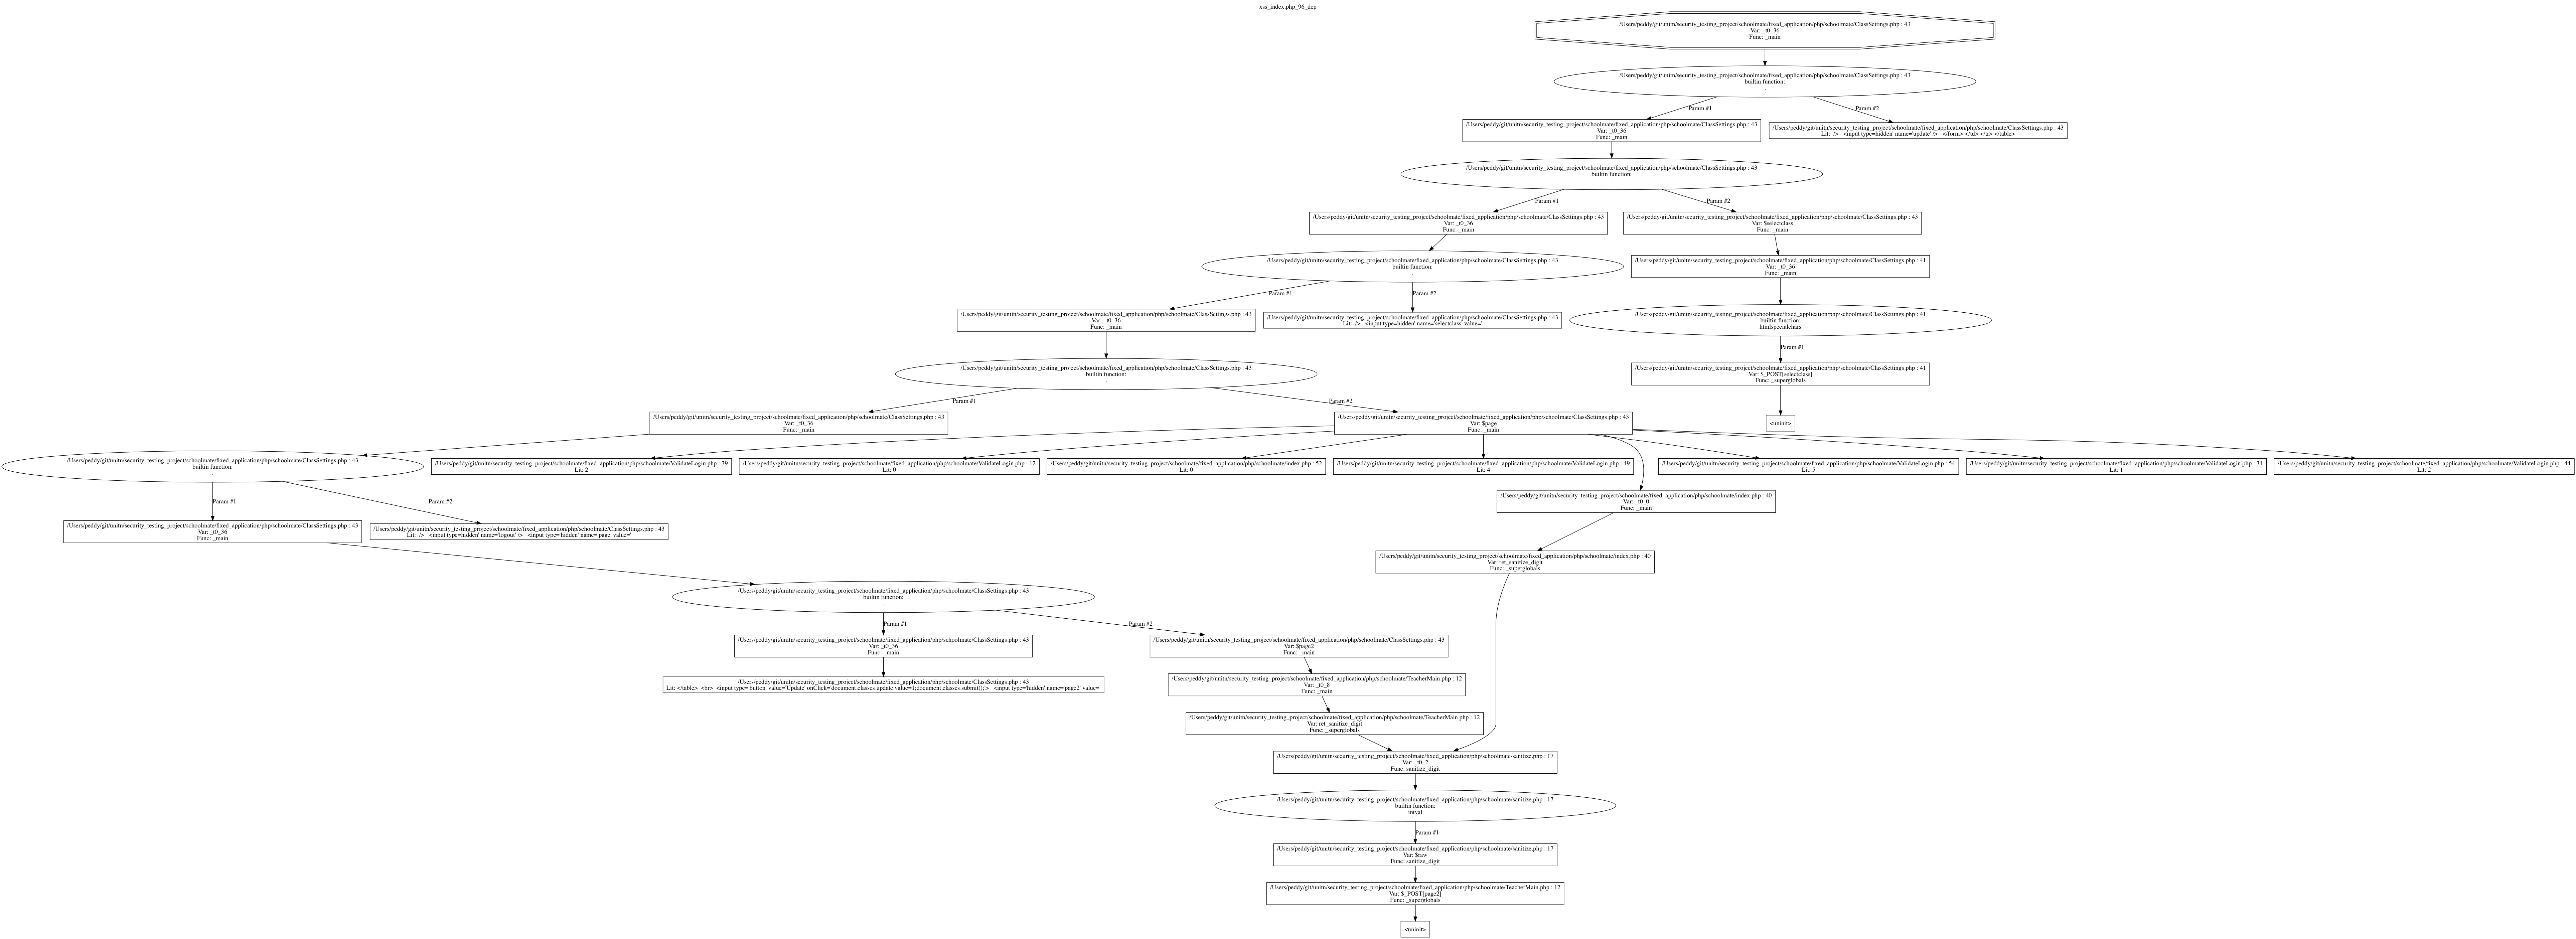 xss_index.php_96_dep
/Users/peddy/git/unitn/security_testing_project/schoolmate/fixed_application/php/schoolmate/ClassSettings.php : 43
Var: _t0_36
Func: _main
/Users/peddy/git/unitn/security_testing_project/schoolmate/fixed_application/php/schoolmate/ClassSettings.php : 43
builtin function:
.
Param #1
Param #2
/Users/peddy/git/unitn/security_testing_project/schoolmate/fixed_application/php/schoolmate/ClassSettings.php : 43
Var: _t0_36
Func: _main
/Users/peddy/git/unitn/security_testing_project/schoolmate/fixed_application/php/schoolmate/ClassSettings.php : 43
Lit:  />   <input type=hidden' name='update' />   </form> </td> </tr> </table>
/Users/peddy/git/unitn/security_testing_project/schoolmate/fixed_application/php/schoolmate/ClassSettings.php : 43
builtin function:
.
Param #1
Param #2
/Users/peddy/git/unitn/security_testing_project/schoolmate/fixed_application/php/schoolmate/ClassSettings.php : 43
Var: _t0_36
Func: _main
/Users/peddy/git/unitn/security_testing_project/schoolmate/fixed_application/php/schoolmate/ClassSettings.php : 43
Var: $selectclass
Func: _main
/Users/peddy/git/unitn/security_testing_project/schoolmate/fixed_application/php/schoolmate/ClassSettings.php : 43
builtin function:
.
/Users/peddy/git/unitn/security_testing_project/schoolmate/fixed_application/php/schoolmate/ClassSettings.php : 41
Var: _t0_36
Func: _main
Param #1
Param #2
/Users/peddy/git/unitn/security_testing_project/schoolmate/fixed_application/php/schoolmate/ClassSettings.php : 43
Var: _t0_36
Func: _main
/Users/peddy/git/unitn/security_testing_project/schoolmate/fixed_application/php/schoolmate/ClassSettings.php : 43
Lit:  />   <input type=hidden' name='selectclass' value='
/Users/peddy/git/unitn/security_testing_project/schoolmate/fixed_application/php/schoolmate/ClassSettings.php : 41
builtin function:
htmlspecialchars
Param #1
/Users/peddy/git/unitn/security_testing_project/schoolmate/fixed_application/php/schoolmate/ClassSettings.php : 43
builtin function:
.
/Users/peddy/git/unitn/security_testing_project/schoolmate/fixed_application/php/schoolmate/ClassSettings.php : 41
Var: $_POST[selectclass]
Func: _superglobals
Param #1
Param #2
/Users/peddy/git/unitn/security_testing_project/schoolmate/fixed_application/php/schoolmate/ClassSettings.php : 43
Var: _t0_36
Func: _main
/Users/peddy/git/unitn/security_testing_project/schoolmate/fixed_application/php/schoolmate/ClassSettings.php : 43
Var: $page
Func: _main
<uninit>
/Users/peddy/git/unitn/security_testing_project/schoolmate/fixed_application/php/schoolmate/ClassSettings.php : 43
builtin function:
.
/Users/peddy/git/unitn/security_testing_project/schoolmate/fixed_application/php/schoolmate/ValidateLogin.php : 39
Lit: 2
/Users/peddy/git/unitn/security_testing_project/schoolmate/fixed_application/php/schoolmate/ValidateLogin.php : 12
Lit: 0
/Users/peddy/git/unitn/security_testing_project/schoolmate/fixed_application/php/schoolmate/index.php : 52
Lit: 0
/Users/peddy/git/unitn/security_testing_project/schoolmate/fixed_application/php/schoolmate/ValidateLogin.php : 49
Lit: 4
/Users/peddy/git/unitn/security_testing_project/schoolmate/fixed_application/php/schoolmate/ValidateLogin.php : 54
Lit: 5
/Users/peddy/git/unitn/security_testing_project/schoolmate/fixed_application/php/schoolmate/ValidateLogin.php : 34
Lit: 1
/Users/peddy/git/unitn/security_testing_project/schoolmate/fixed_application/php/schoolmate/ValidateLogin.php : 44
Lit: 2
Param #1
Param #2
/Users/peddy/git/unitn/security_testing_project/schoolmate/fixed_application/php/schoolmate/index.php : 40
Var: _t0_0
Func: _main
/Users/peddy/git/unitn/security_testing_project/schoolmate/fixed_application/php/schoolmate/ClassSettings.php : 43
Var: _t0_36
Func: _main
/Users/peddy/git/unitn/security_testing_project/schoolmate/fixed_application/php/schoolmate/ClassSettings.php : 43
Lit:  />   <input type=hidden' name='logout' />   <input type='hidden' name='page' value='
/Users/peddy/git/unitn/security_testing_project/schoolmate/fixed_application/php/schoolmate/index.php : 40
Var: ret_sanitize_digit
Func: _superglobals
/Users/peddy/git/unitn/security_testing_project/schoolmate/fixed_application/php/schoolmate/ClassSettings.php : 43
builtin function:
.
Param #1
Param #2
/Users/peddy/git/unitn/security_testing_project/schoolmate/fixed_application/php/schoolmate/ClassSettings.php : 43
Var: _t0_36
Func: _main
/Users/peddy/git/unitn/security_testing_project/schoolmate/fixed_application/php/schoolmate/ClassSettings.php : 43
Var: $page2
Func: _main
/Users/peddy/git/unitn/security_testing_project/schoolmate/fixed_application/php/schoolmate/ClassSettings.php : 43
Lit: </table>  <br>  <input type='button' value='Update' onClick='document.classes.update.value=1;document.classes.submit();'>   <input type='hidden' name='page2' value='
/Users/peddy/git/unitn/security_testing_project/schoolmate/fixed_application/php/schoolmate/TeacherMain.php : 12
Var: _t0_8
Func: _main
/Users/peddy/git/unitn/security_testing_project/schoolmate/fixed_application/php/schoolmate/TeacherMain.php : 12
Var: ret_sanitize_digit
Func: _superglobals
/Users/peddy/git/unitn/security_testing_project/schoolmate/fixed_application/php/schoolmate/sanitize.php : 17
Var: _t0_2
Func: sanitize_digit
/Users/peddy/git/unitn/security_testing_project/schoolmate/fixed_application/php/schoolmate/sanitize.php : 17
builtin function:
intval
Param #1
/Users/peddy/git/unitn/security_testing_project/schoolmate/fixed_application/php/schoolmate/sanitize.php : 17
Var: $raw
Func: sanitize_digit
/Users/peddy/git/unitn/security_testing_project/schoolmate/fixed_application/php/schoolmate/TeacherMain.php : 12
Var: $_POST[page2]
Func: _superglobals
<uninit>